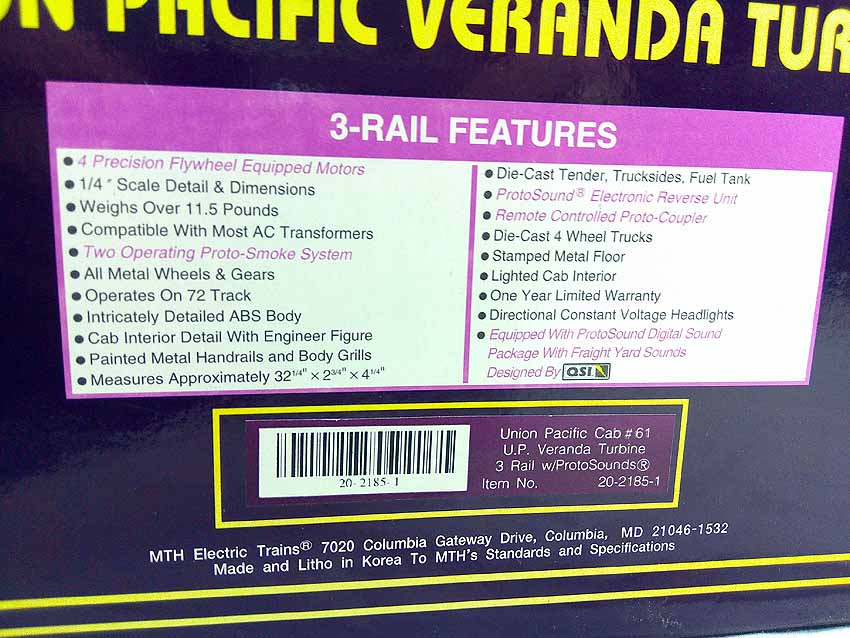 ON PACIFIC VERANDA TUR
3-RAIL FEATURES
● 4 Precision Flywheel Equipped Motors
● 1/4 " Scale Detail & Dimensions
● Weighs Over 11.5 Pounds
● Compatible With Most AC Transformers
● Two Operating Proto-Smoke System
● All Metal Wheels & Gears
● Operates On 72 Track
● Intricately Detailed ABS Body
● Cab Interior Detail With Engineer Figure
● Painted Metal Handrails and Body Grills
● Measures Approximately 32 1/4" × 2 3/4" × 4 1/4"
● Die-Cast Tender, Trucksides, Fuel Tank
● ProtoSound® Electronic Reverse Unit
● Remote Controlled Proto-Coupler
● Die-Cast 4 Wheel Trucks
● Stamped Metal Floor
● Lighted Cab Interior
● One Year Limited Warranty
● Directional Constant Voltage Headlights
● Equipped With ProtoSound Digital Sound
Package With Fraight Yard Sounds
Designed By QSI
20-2185-1
Union Pacific Cab #61
U.P. Veranda Turbine
3 Rail w/ProtoSounds®
Item No. 20-2185-1
MTH Electric Trains® 7020 Columbia Gateway Drive, Columbia, MD 21046-1532
Made and Litho in Korea To MTH's Standards and Specifications